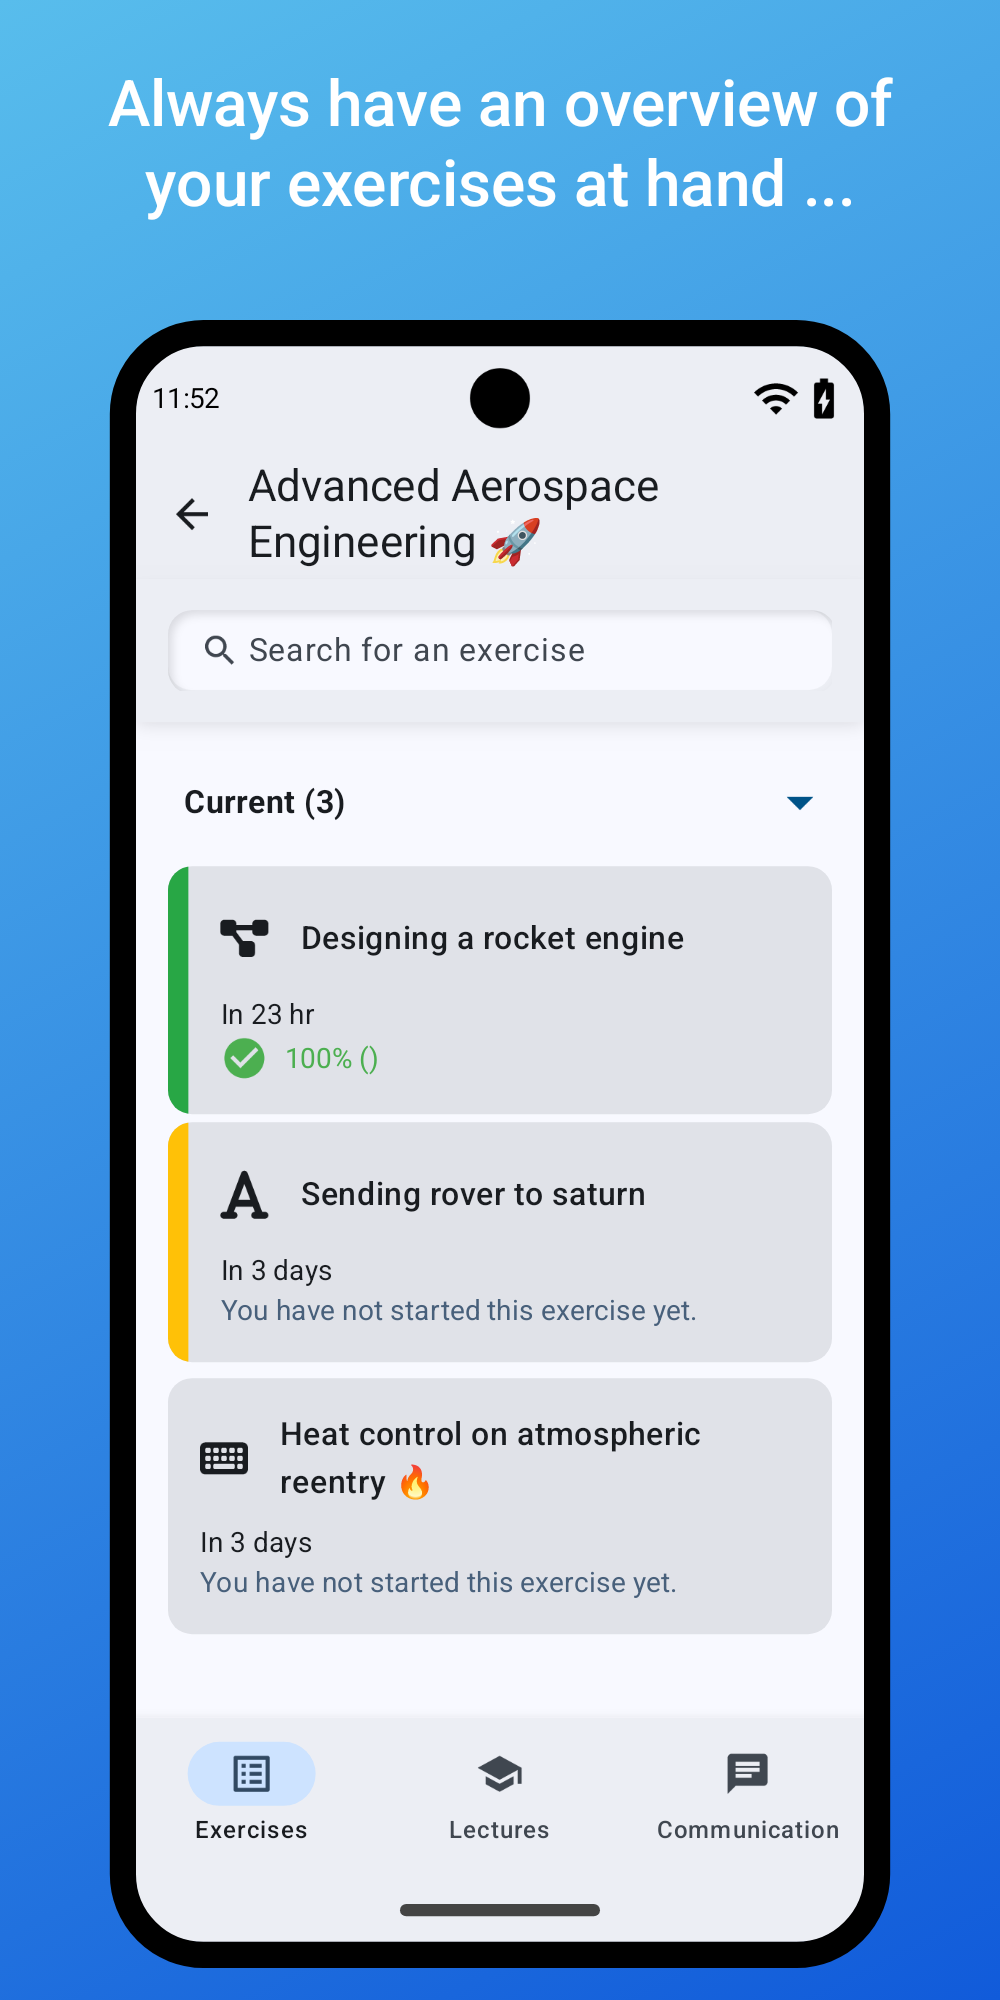 Always have an overview of
your exercises at hand ...
11:52
Advanced Aerospace
Engineering 🚀
Search for an exercise
Current (3)
Designing a rocket engine
In 23 hr
100% ()
Sending rover to saturn
In 3 days
You have not started this exercise yet.
Heat control on atmospheric
reentry 🔥
In 3 days
You have not started this exercise yet.
Exercises
Lectures
Communication